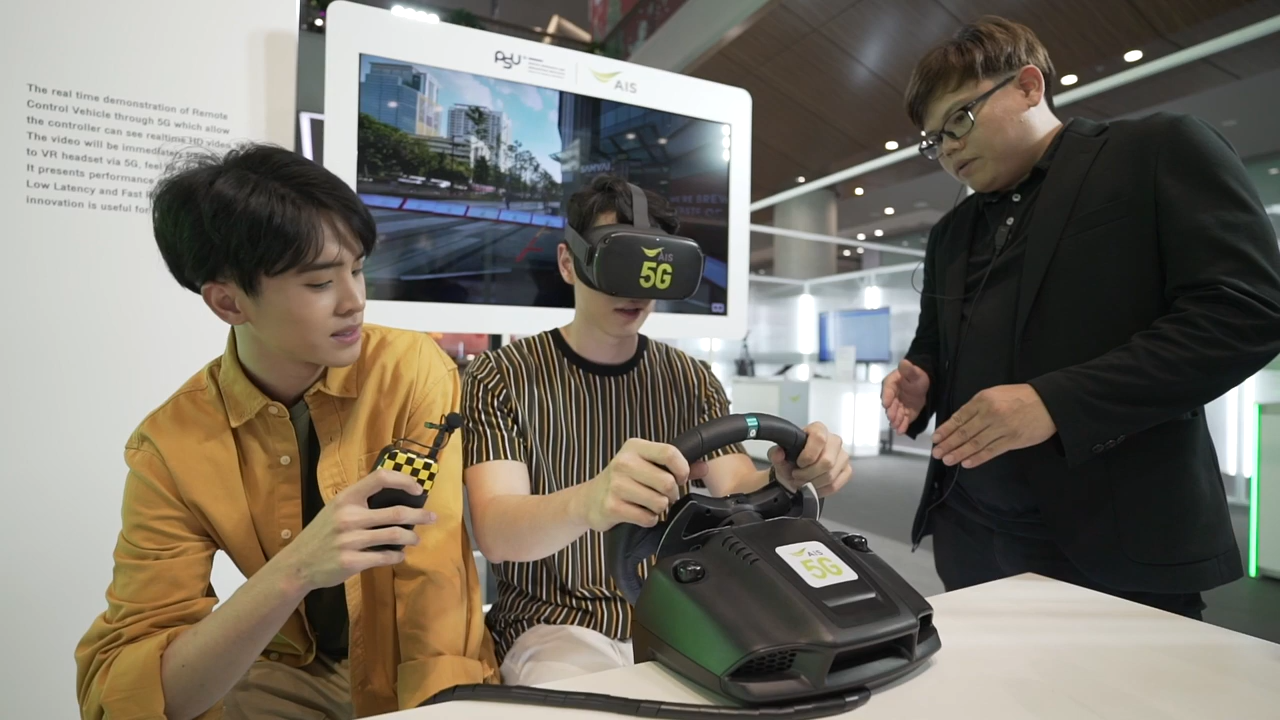 The real time demonstration of Remote
Control Vehicle through 5G which allow
the controller can see realtime HD video
The video will be immediate
to VR headset via 5G, feel
It presents performance
Low Latency and Fast
innovation is useful for
PSU
AIS
AIS
5G
AIS
5G